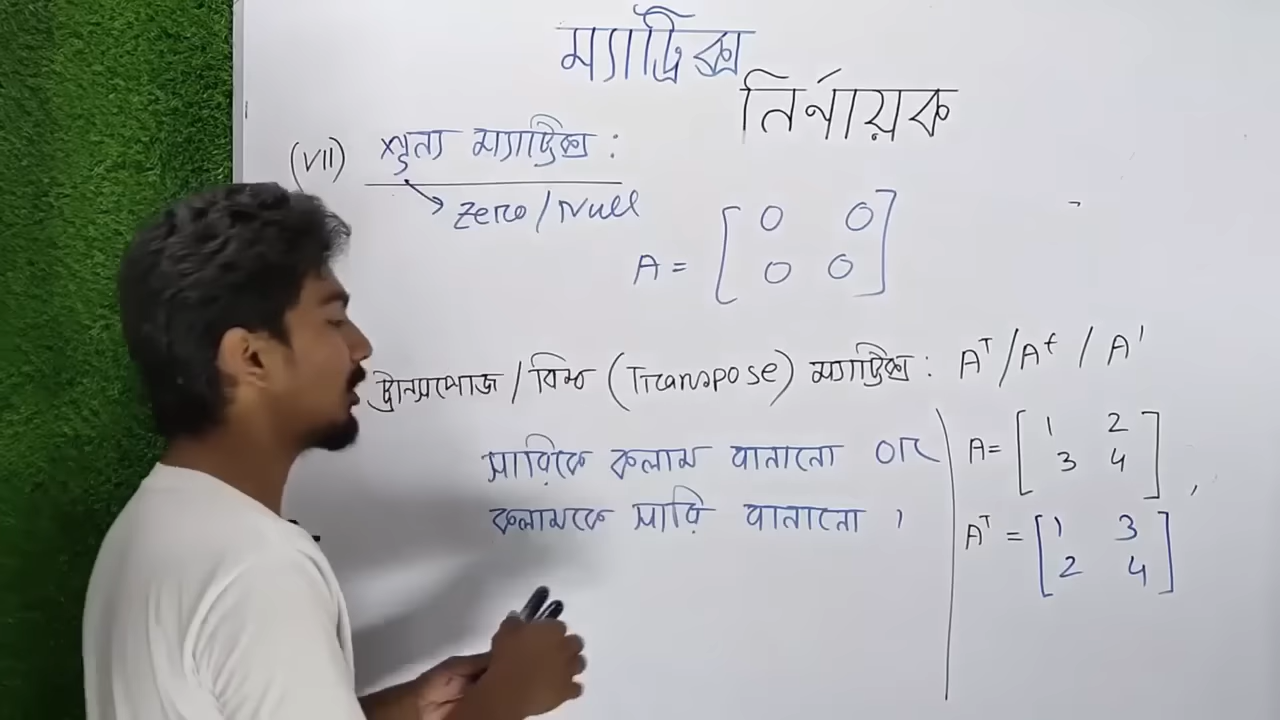 ম্যাট্রিক্স
নির্নায়ক
(VII) শূন্য ম্যাট্রিক্স :
→ Zero/Null
A = [ 0 0
0 0 ]
ট্রান্সপোজ / বিম্ব (Transpose) ম্যাট্রিক্স : Aᵀ / Aᵗ / A'
সারিকে কলাম বানানো OR
কলামকে সারি বানানো ,
A = [ 1 2
3 4 ] ,
Aᵀ = [ 1 3
2 4 ]